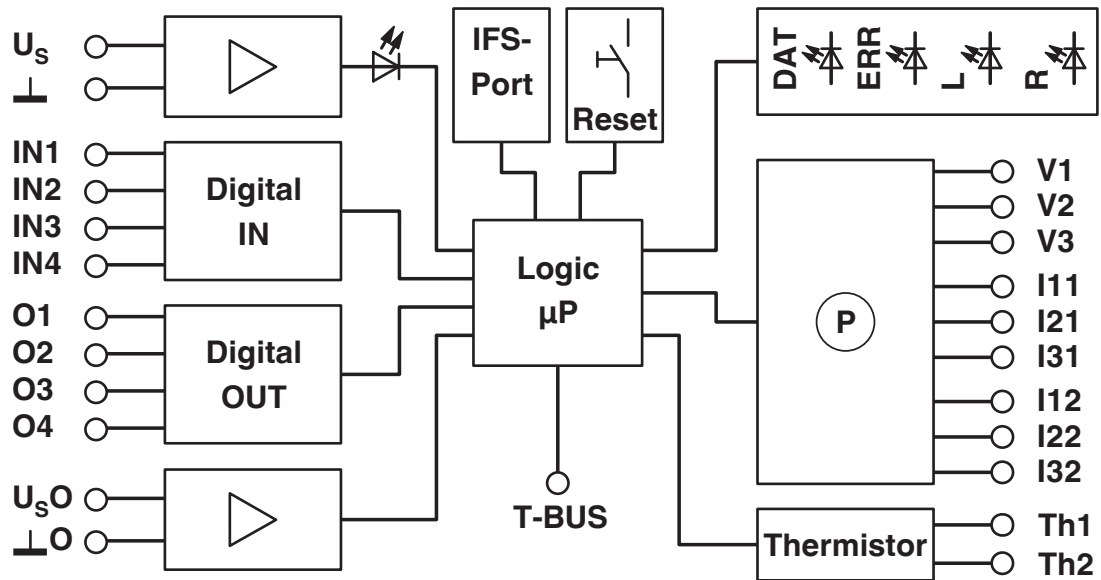 US
⊥
IN1
IN2
IN3
IN4
O1
O2
O3
O4
USO
⊥O
Digital
IN
Digital
OUT
IFS-
Port
Reset
Logic
µP
T-BUS
DAT
ERR
L
R
P
V1
V2
V3
I11
I21
I31
I12
I22
I32
Thermistor
Th1
Th2